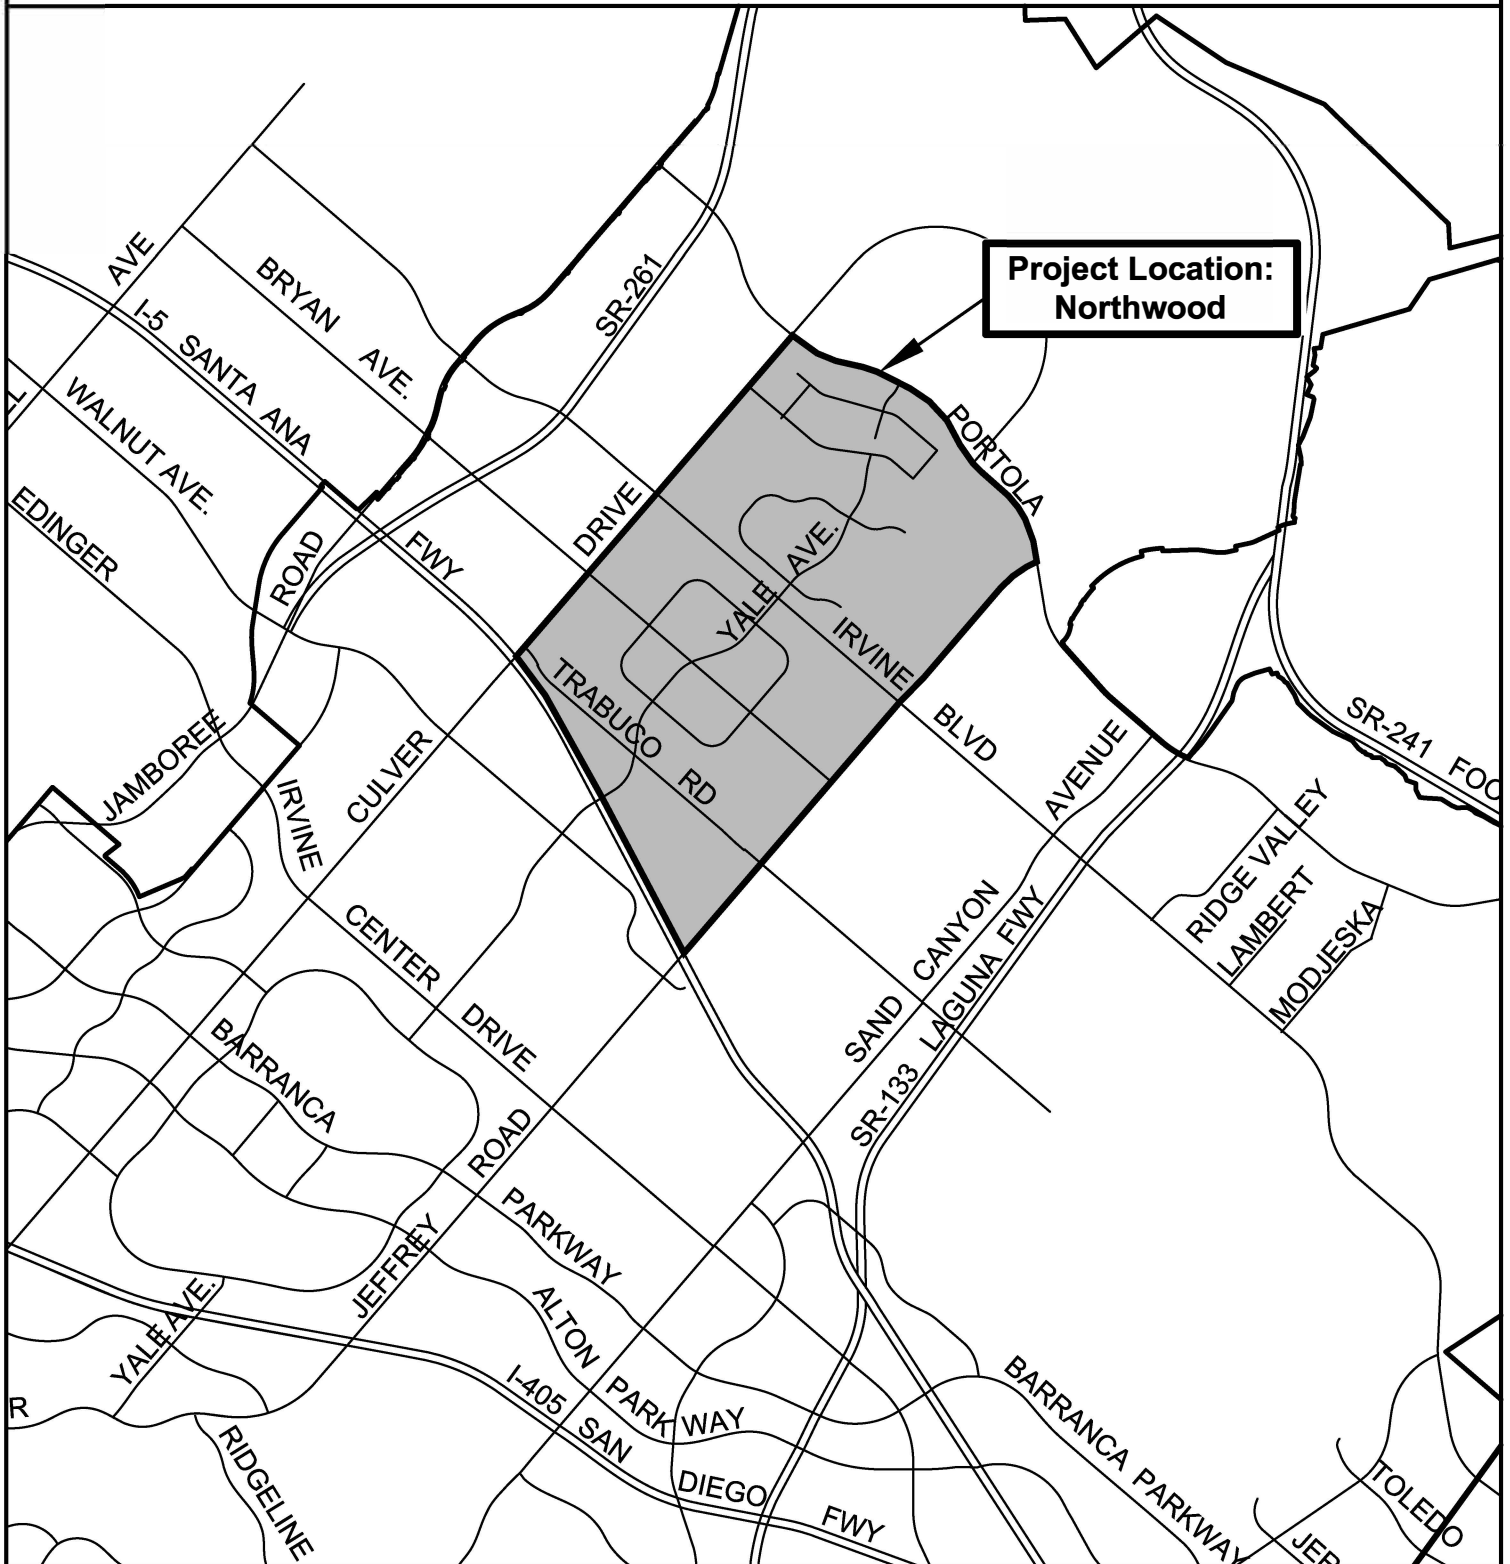 Project Location:
Northwood
AVE
I-5 SANTA ANA FWY
BRYAN AVE.
SR-261
WALNUT AVE.
EDINGER
JAMBOREE ROAD
CULVER DRIVE
PORTOLA
YALE AVE.
IRVINE BLVD
TRABUCO RD
IRVINE CENTER DRIVE
SAND CANYON AVENUE
SR-133 LAGUNA FWY
SR-241 FOO
RIDGE VALLEY
LAMBERT
MODJESKA
BARRANCA PARKWAY
JEFFREY ROAD
YALE AVE.
ALTON PARK WAY
I-405 SAN DIEGO FWY
R
RIDGELINE
BARRANCA PARKWAY
TOLEDO
JER